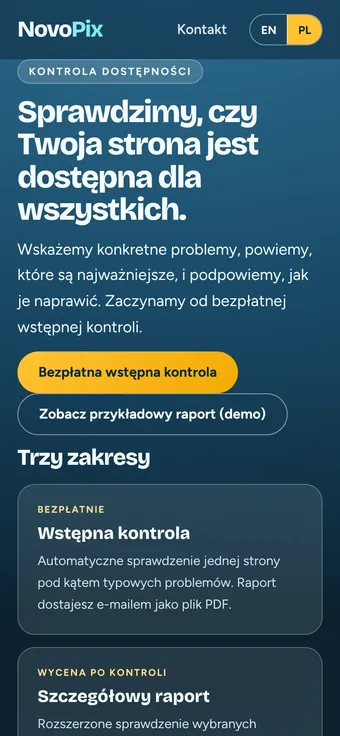 NovoPix
Kontakt
EN
PL
KONTROLA DOSTĘPNOŚCI
Sprawdzimy, czy
Twoja strona jest
dostępna dla
wszystkich.
Wskażemy konkretne problemy, powiemy,
które są najważniejsze, i podpowiemy, jak
je naprawić. Zaczynamy od bezpłatnej
wstępnej kontroli.
Bezpłatna wstępna kontrola
Zobacz przykładowy raport (demo)
Trzy zakresy
BEZPŁATNIE
Wstępna kontrola
Automatyczne sprawdzenie jednej strony
pod kątem typowych problemów. Raport
dostajesz e-mailem jako plik PDF.
WYCENA PO KONTROLI
Szczegółowy raport
Rozszerzone sprawdzenie wybranych